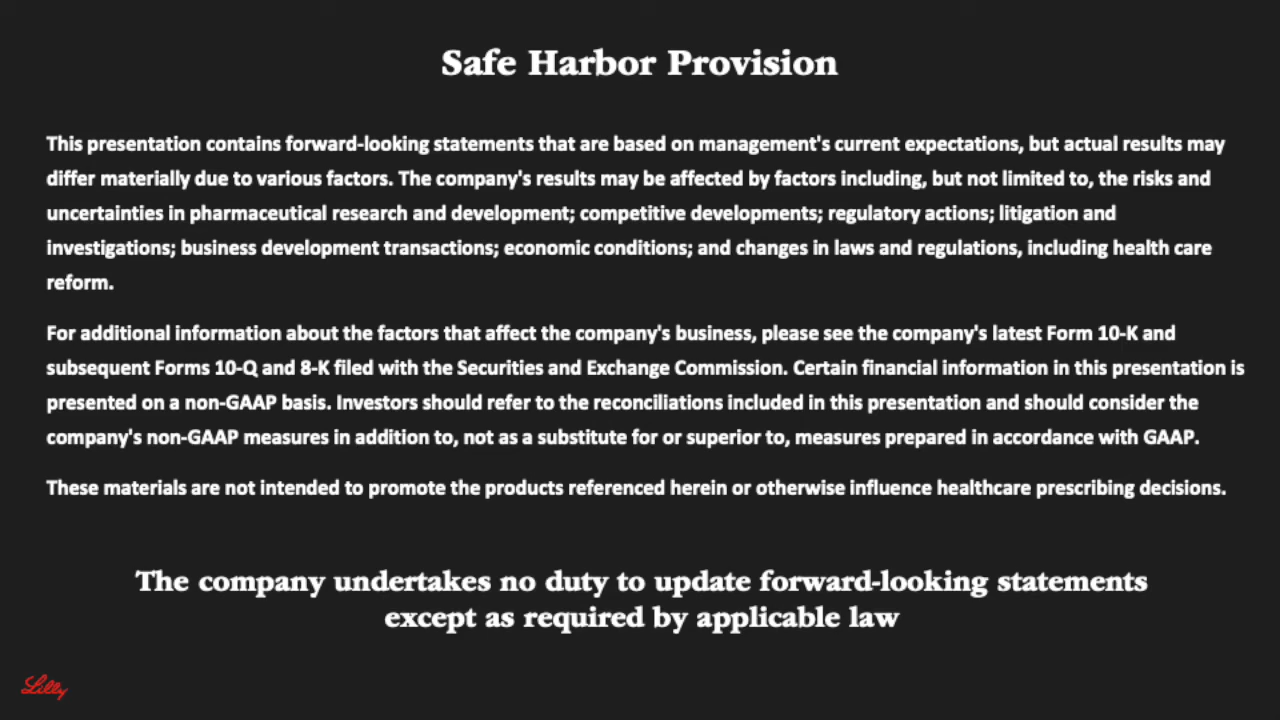 Safe Harbor Provision
This presentation contains forward-looking statements that are based on management's current expectations, but actual results may
differ materially due to various factors. The company's results may be affected by factors including, but not limited to, the risks and
uncertainties in pharmaceutical research and development; competitive developments; regulatory actions; litigation and
investigations; business development transactions; economic conditions; and changes in laws and regulations, including health care
reform.
For additional information about the factors that affect the company's business, please see the company's latest Form 10-K and
subsequent Forms 10-Q and 8-K filed with the Securities and Exchange Commission. Certain financial information in this presentation is
presented on a non-GAAP basis. Investors should refer to the reconciliations included in this presentation and should consider the
company's non-GAAP measures in addition to, not as a substitute for or superior to, measures prepared in accordance with GAAP.
These materials are not intended to promote the products referenced herein or otherwise influence healthcare prescribing decisions.
The company undertakes no duty to update forward-looking statements
except as required by applicable law
Lilly